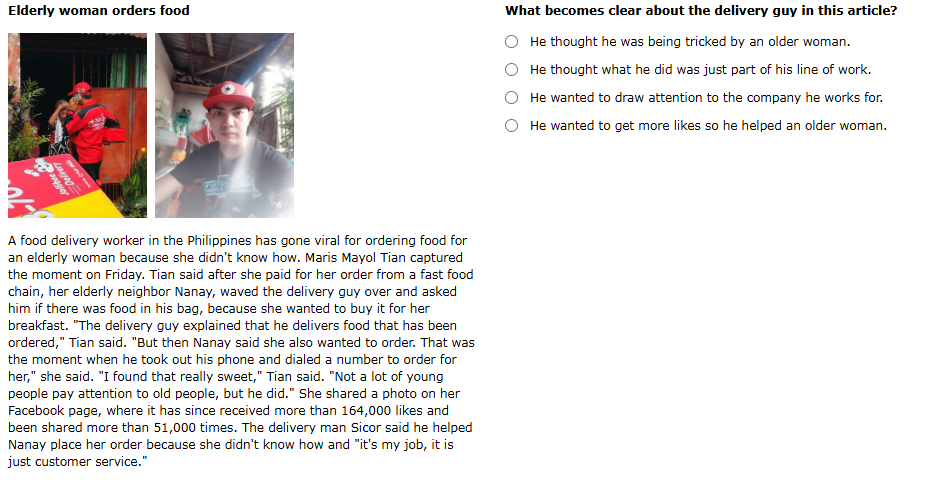 Elderly woman orders food
A food delivery worker in the Philippines has gone viral for ordering food for
an elderly woman because she didn't know how. Maris Mayol Tian captured
the moment on Friday. Tian said after she paid for her order from a fast food
chain, her elderly neighbor Nanay, waved the delivery guy over and asked
him if there was food in his bag, because she wanted to buy it for her
breakfast. "The delivery guy explained that he delivers food that has been
ordered," Tian said. "But then Nanay said she also wanted to order. That was
the moment when he took out his phone and dialed a number to order for
her," she said. "I found that really sweet," Tian said. "Not a lot of young
people pay attention to old people, but he did." She shared a photo on her
Facebook page, where it has since received more than 164,000 likes and
been shared more than 51,000 times. The delivery man Sicor said he helped
Nanay place her order because she didn't know how and "it's my job, it is
just customer service."
What becomes clear about the delivery guy in this article?
He thought he was being tricked by an older woman.
He thought what he did was just part of his line of work.
He wanted to draw attention to the company he works for.
He wanted to get more likes so he helped an older woman.